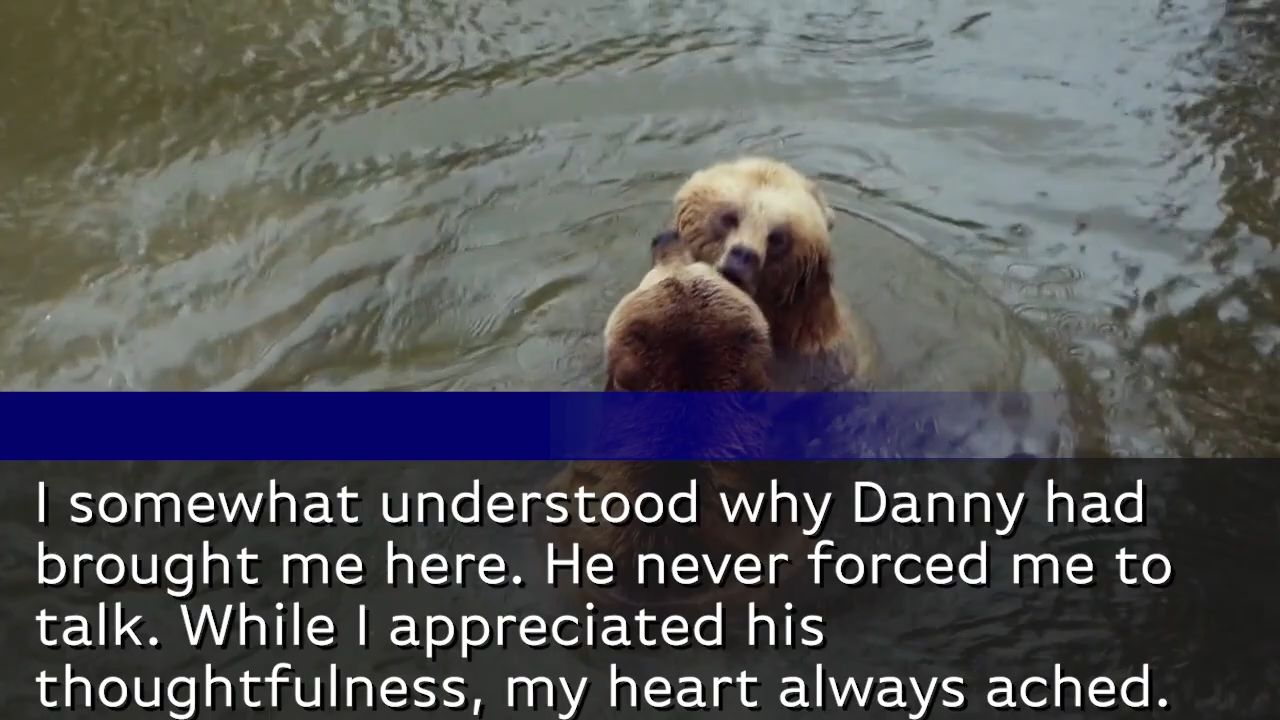 I somewhat understood why Danny had
brought me here. He never forced me to
talk. While I appreciated his
thoughtfulness, my heart always ached.